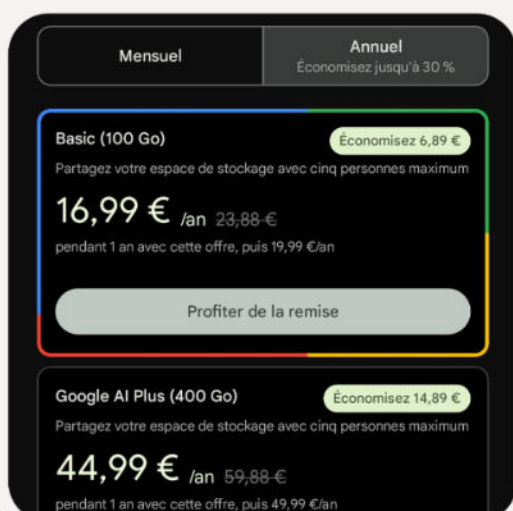 Mensuel
Annuel
Économisez jusqu'à 30 %
Basic (100 Go)
Économisez 6,89 €
Partagez votre espace de stockage avec cinq personnes maximum
16,99 € /an 23,88 €
pendant 1 an avec cette offre, puis 19,99 €/an
Profiter de la remise
Google AI Plus (400 Go)
Économisez 14,89 €
Partagez votre espace de stockage avec cinq personnes maximum
44,99 € /an 59,88 €
pendant 1 an avec cette offre, puis 49,99 €/an